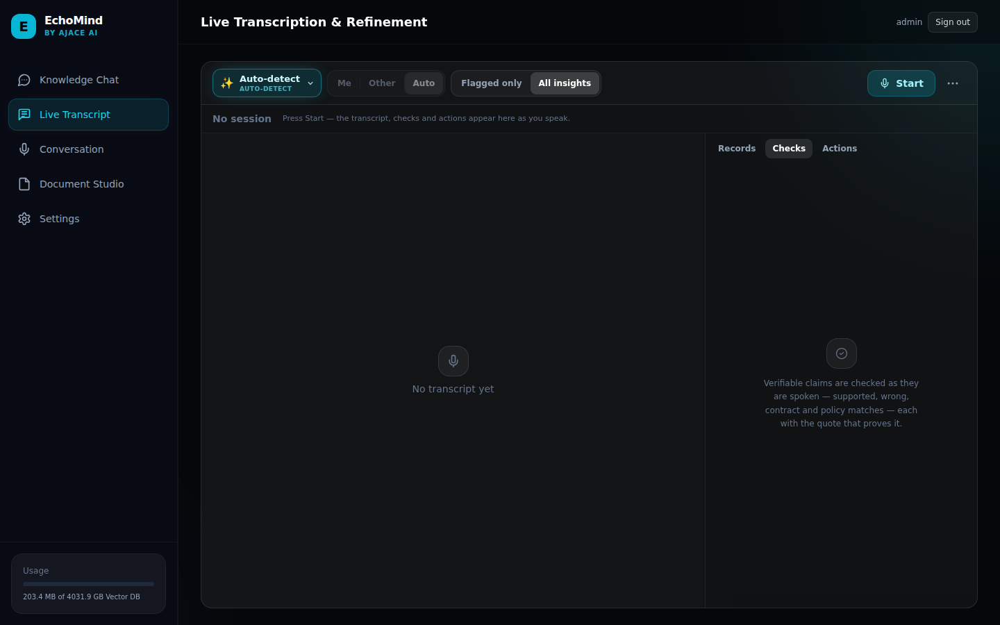 E
EchoMind
BY AJACE AI
Knowledge Chat
Live Transcript
Conversation
Document Studio
Settings
Usage
203.4 MB of 4031.9 GB Vector DB
Live Transcription & Refinement
admin
Sign out
Auto-detect
AUTO-DETECT
Me
Other
Auto
Flagged only
All insights
Start
No session
Press Start — the transcript, checks and actions appear here as you speak.
No transcript yet
Records
Checks
Actions
Verifiable claims are checked as they
are spoken — supported, wrong,
contract and policy matches — each
with the quote that proves it.